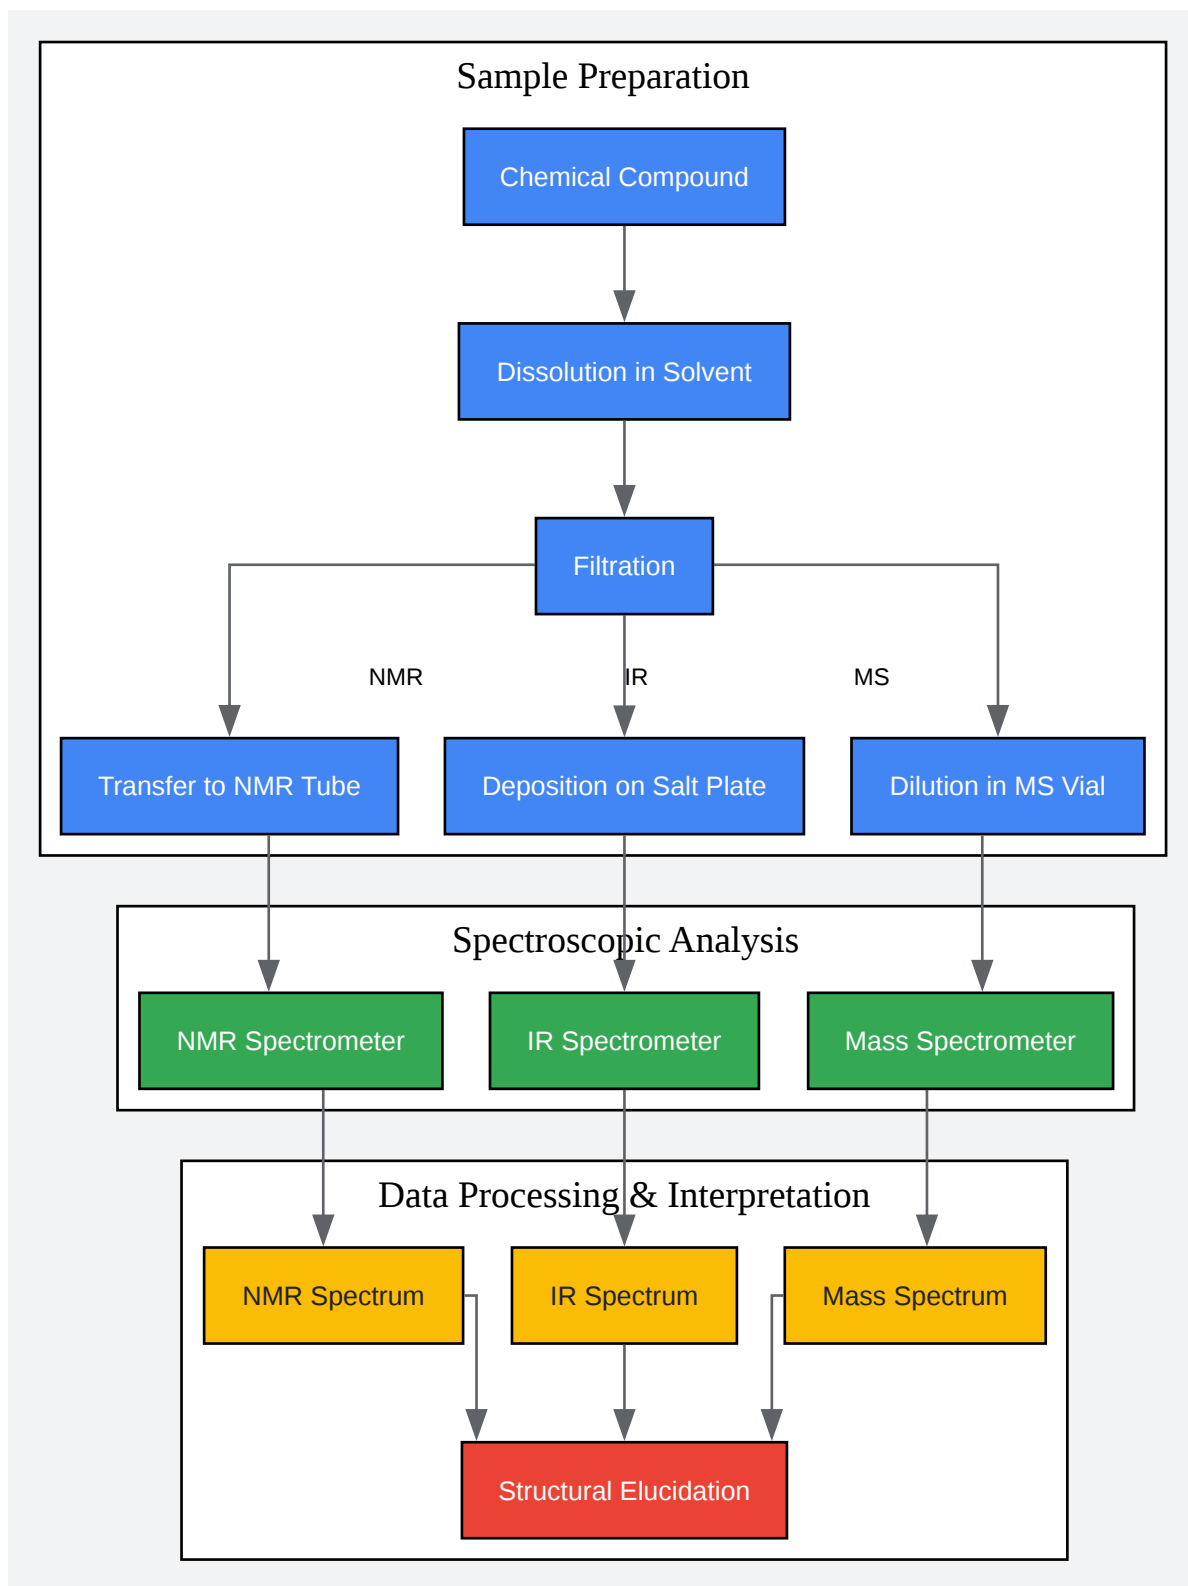 Sample Preparation
Chemical Compound
Dissolution in Solvent
Filtration
NMR
IR
MS
Transfer to NMR Tube
Deposition on Salt Plate
Dilution in MS Vial
Spectroscopic Analysis
NMR Spectrometer
IR Spectrometer
Mass Spectrometer
Data Processing & Interpretation
NMR Spectrum
IR Spectrum
Mass Spectrum
Structural Elucidation